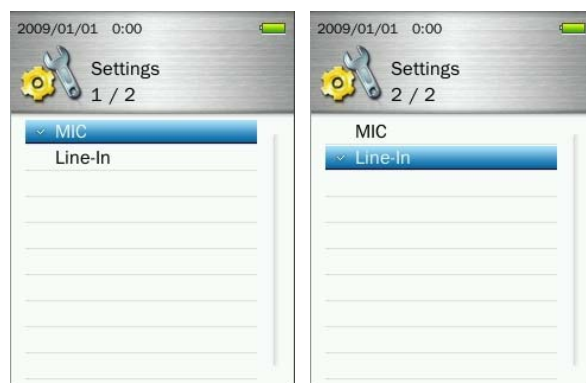 2009/01/01 0:00
Settings
1 / 2
MIC
Line-In
2009/01/01 0:00
Settings
2 / 2
MIC
Line-In